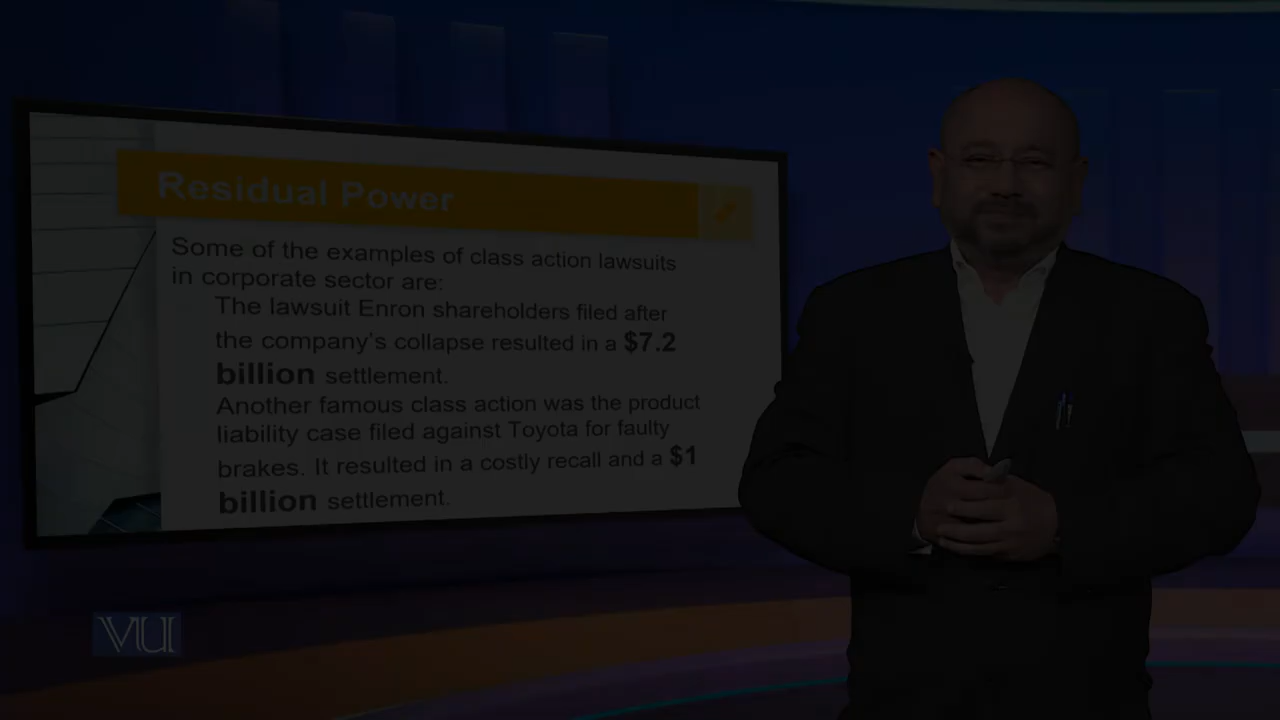 Residual Power
Some of the examples of class action lawsuits
in corporate sector are:
The lawsuit Enron shareholders filed after
the company's collapse resulted in a $7.2
billion settlement.
Another famous class action was the product
liability case filed against Toyota for faulty
brakes. It resulted in a costly recall and a $1
billion settlement.
VU